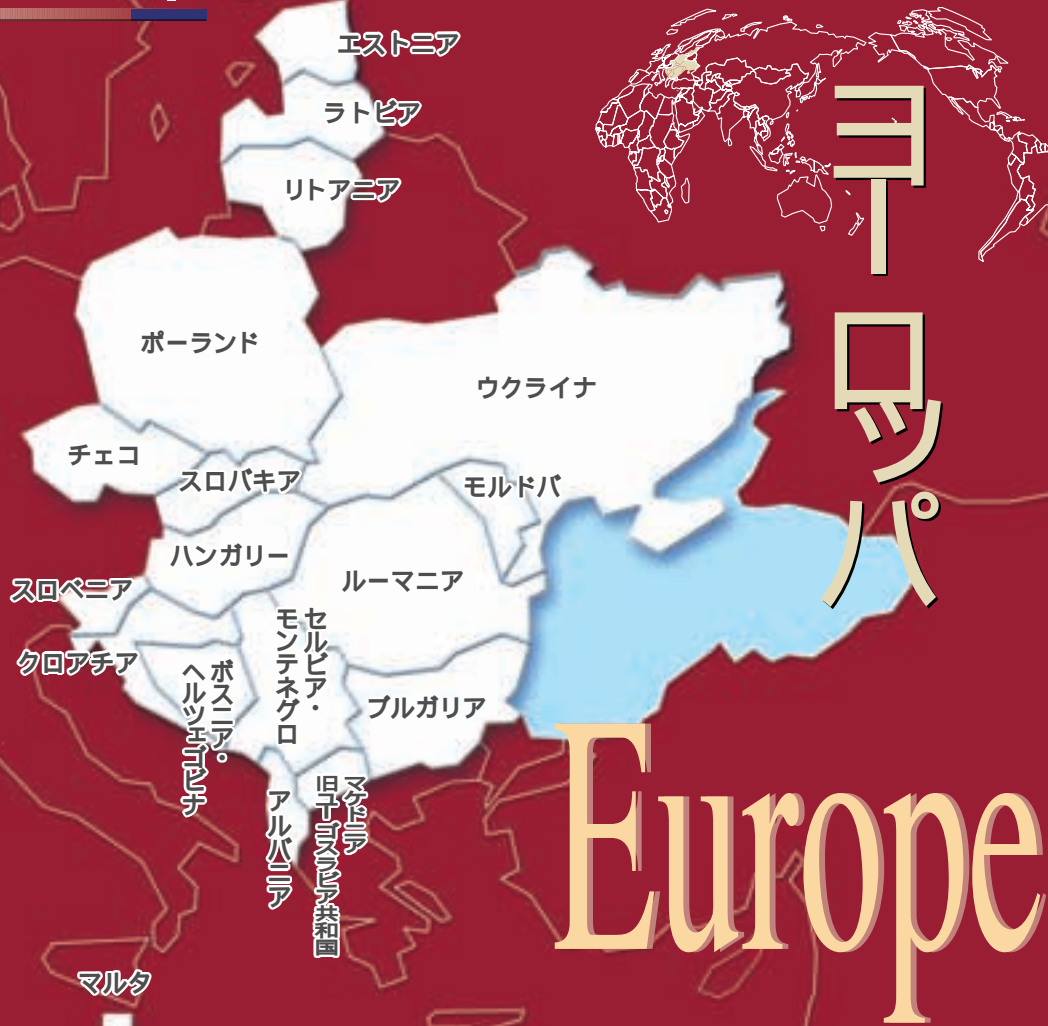 エストニア
ラトビア
リトアニア
ポーランド
ウクライナ
チェコ
スロバキア
モルドバ
ハンガリー
ルーマニア
スロベニア
クロアチア
セルビア・
モンテネグロ
ボスニア・
ヘルツェゴビナ
ブルガリア
アルバニア
マケドニア
旧ユーゴスラビア共和国
マルタ
ヨーロッパ
Europe